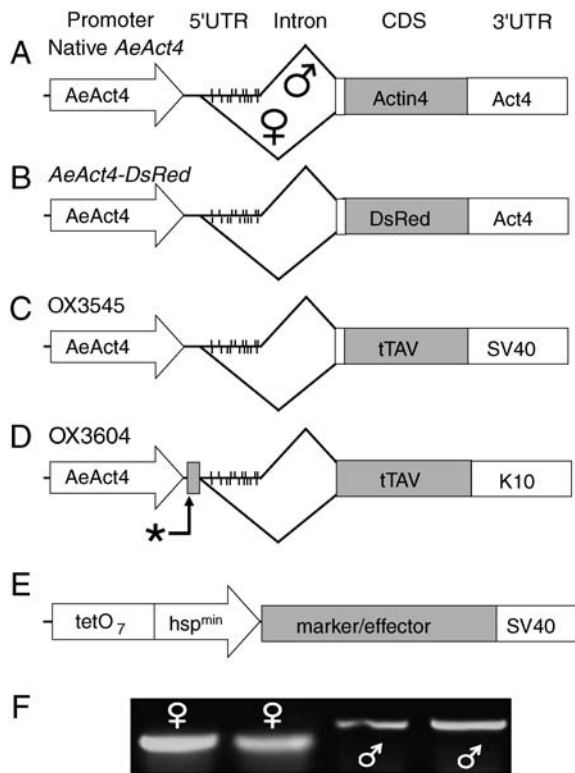 Promoter 5'UTR Intron CDS 3'UTR
A Native AeAct4
AeAct4 ♂ ♀ Actin4 Act4
B AeAct4-DsRed
AeAct4 DsRed Act4
C OX3545
AeAct4 tTAV SV40
D OX3604
AeAct4 tTAV K10
*
E tetO7 hspmin marker/effector SV40
F ♀ ♀ ♂ ♂